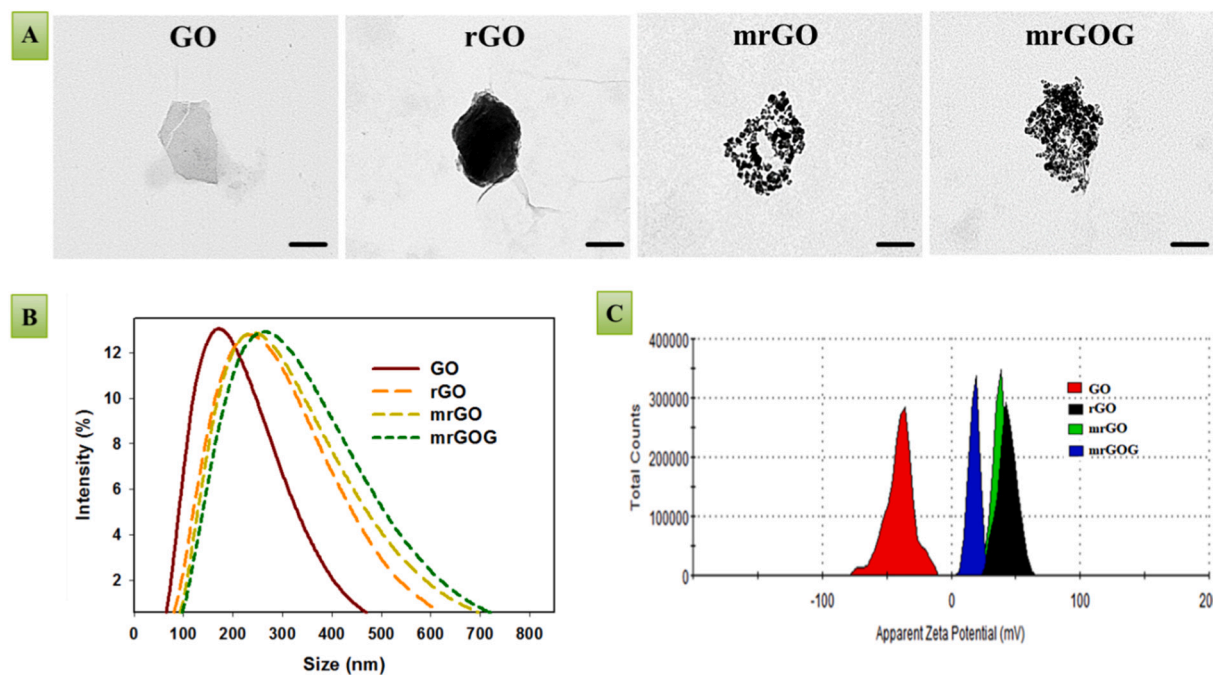 A
GO
rGO
mrGO
mrGOG
B
Intensity (%)
12
10
8
6
4
2
0 100 200 300 400 500 600 700 800
Size (nm)
GO
rGO
mrGO
mrGOG
C
Total Counts
400000
300000
200000
100000
0
-100 0 100 20
Apparent Zeta Potential (mV)
GO
rGO
mrGO
mrGOG